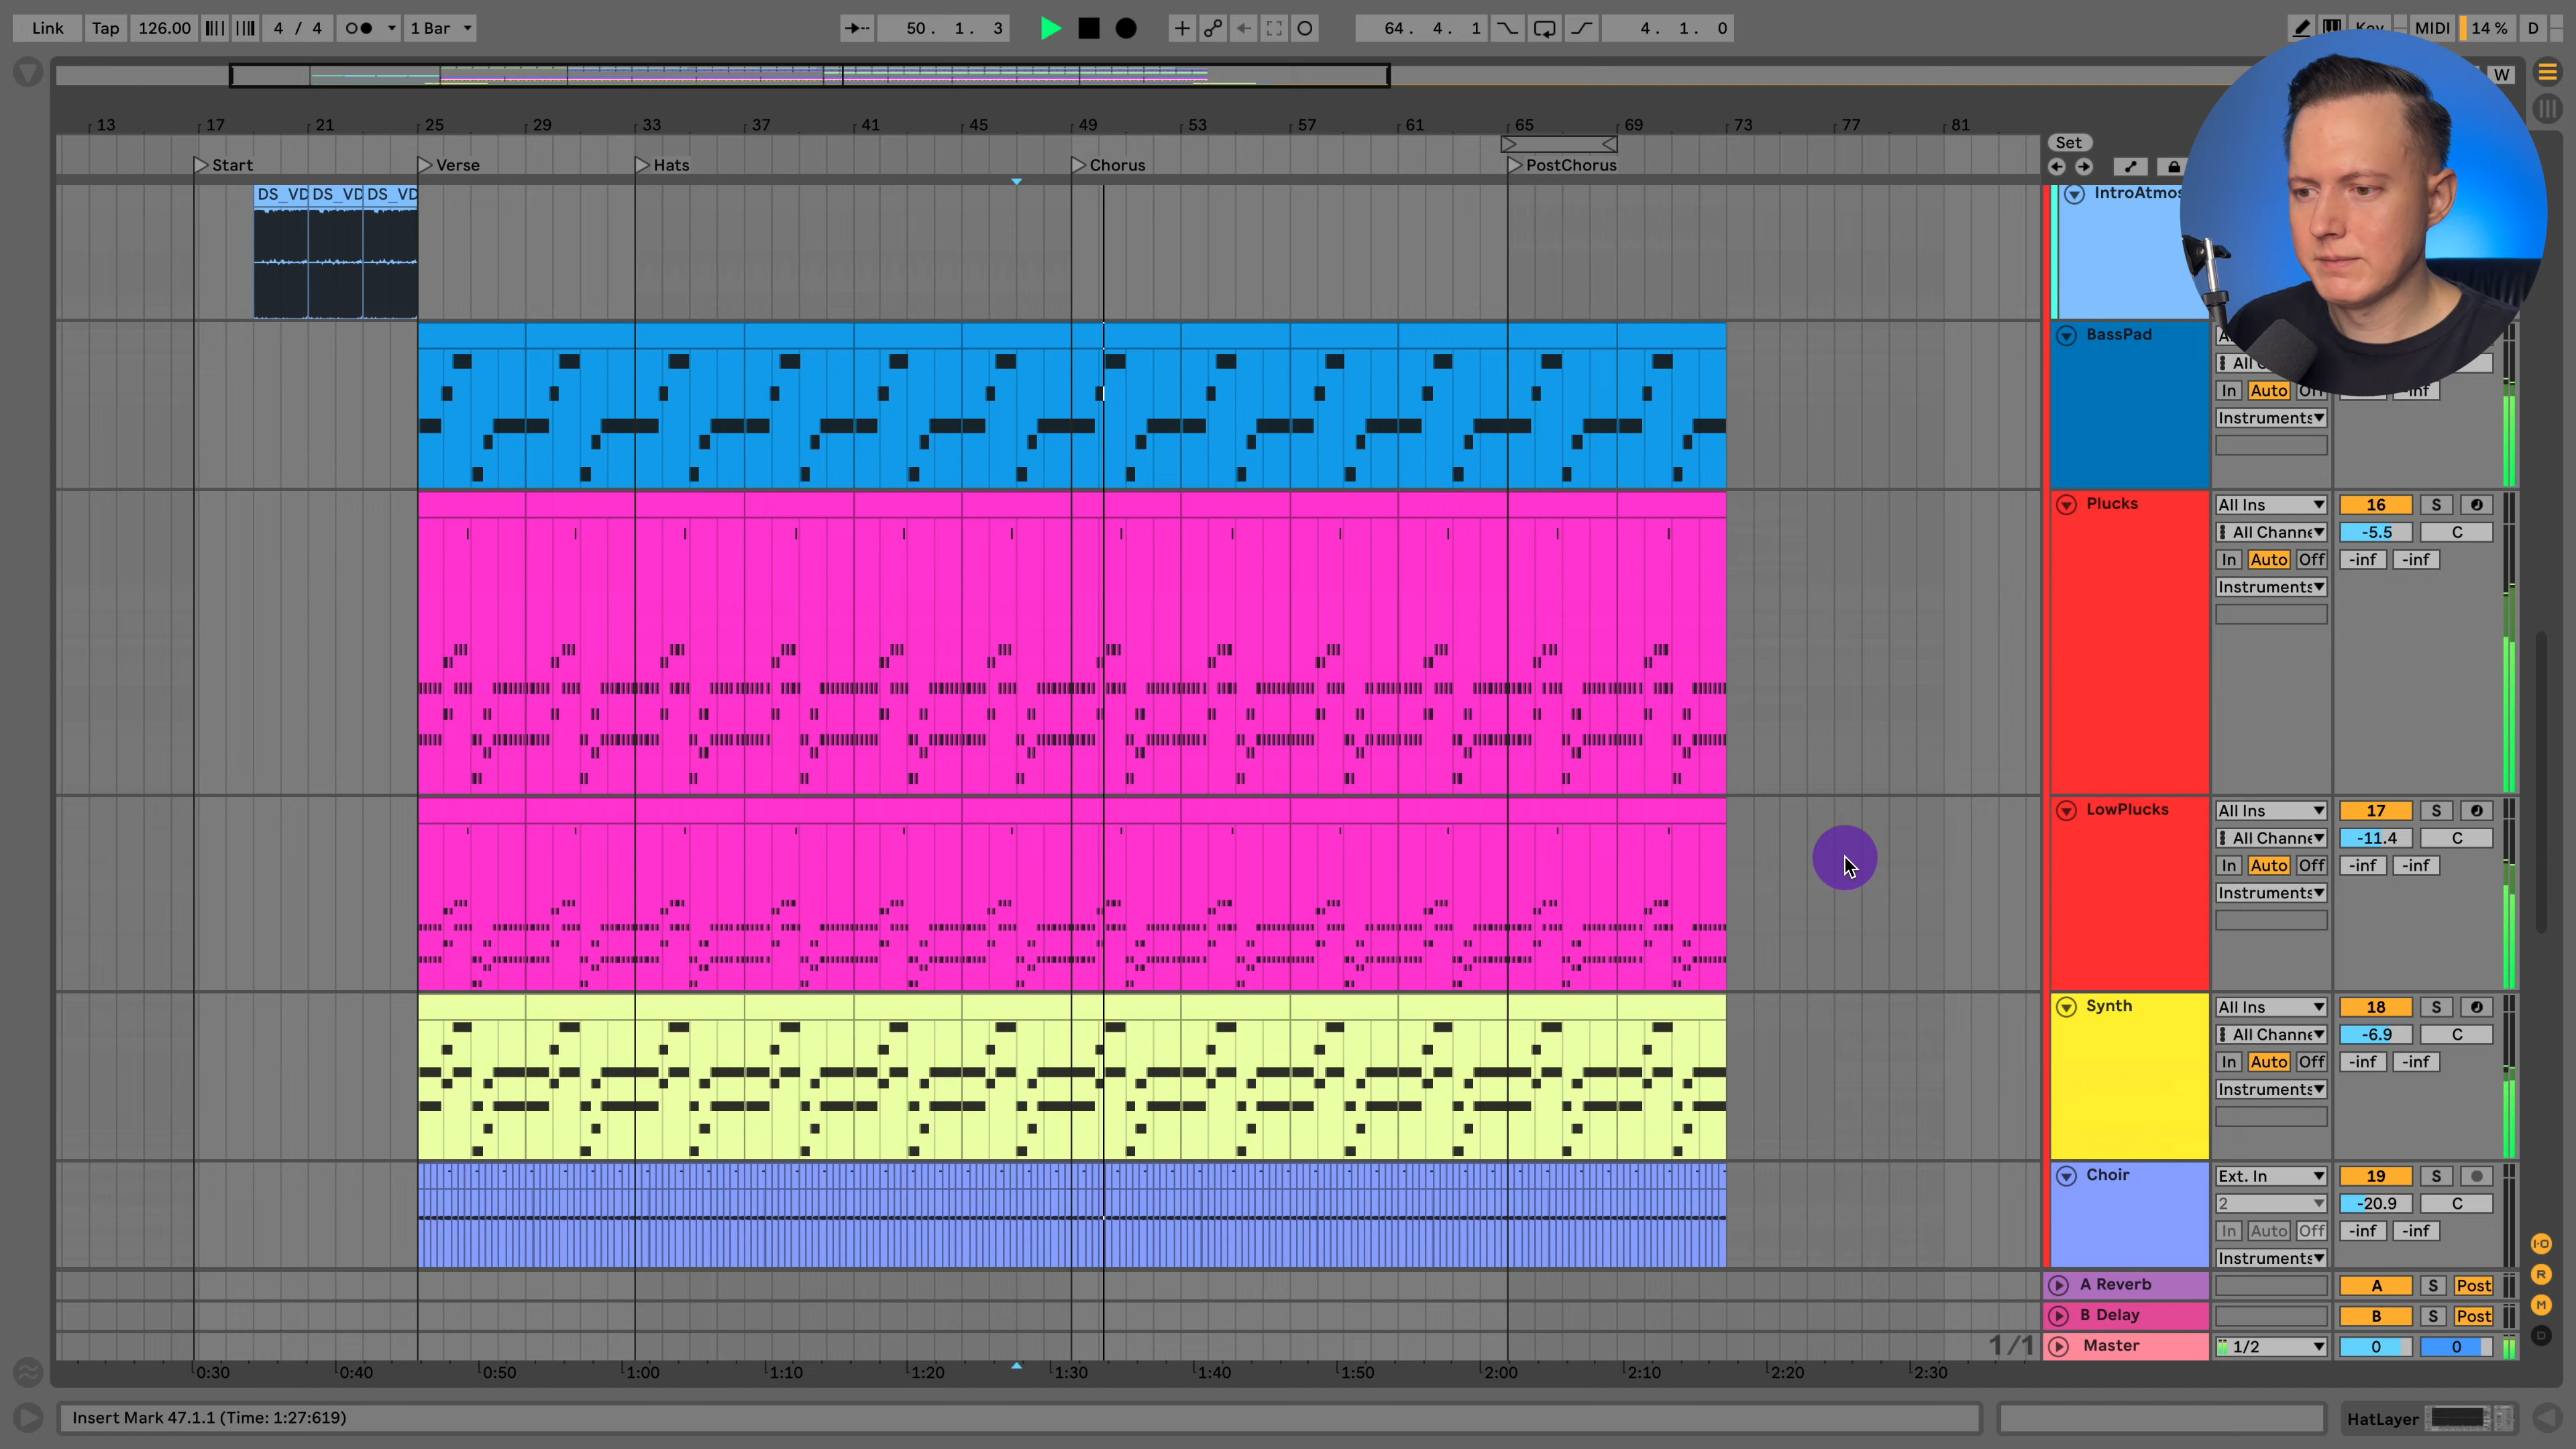 Link Tap 126.00 4 / 4 1 Bar 50. 1. 3 64. 4. 1 4. 1. 0 Key MIDI 14 % D
W
13 17 21 25 29 33 37 41 45 49 53 57 61 65 69 73 77 81
Set
Start Verse Hats Chorus PostChorus
DS_VD DS_VD DS_VD IntroAtmos
BassPad
In Auto Off -inf
Instruments
Plucks All Ins 16 S
All Channe -5.5 C
In Auto Off -inf -inf
Instruments
LowPlucks All Ins 17 S
All Channe -11.4 C
In Auto Off -inf -inf
Instruments
Synth All Ins 18 S
All Channe -6.9 C
In Auto Off -inf -inf
Instruments
Choir Ext. In 19 S
2 -20.9 C
In Auto Off -inf -inf
Instruments
I·O
A Reverb A S Post
R
B Delay B S Post
M
1/1 Master 1/2 0 0
D
0:30 0:40 0:50 1:00 1:10 1:20 1:30 1:40 1:50 2:00 2:10 2:20 2:30
Insert Mark 47.1.1 (Time: 1:27:619) HatLayer